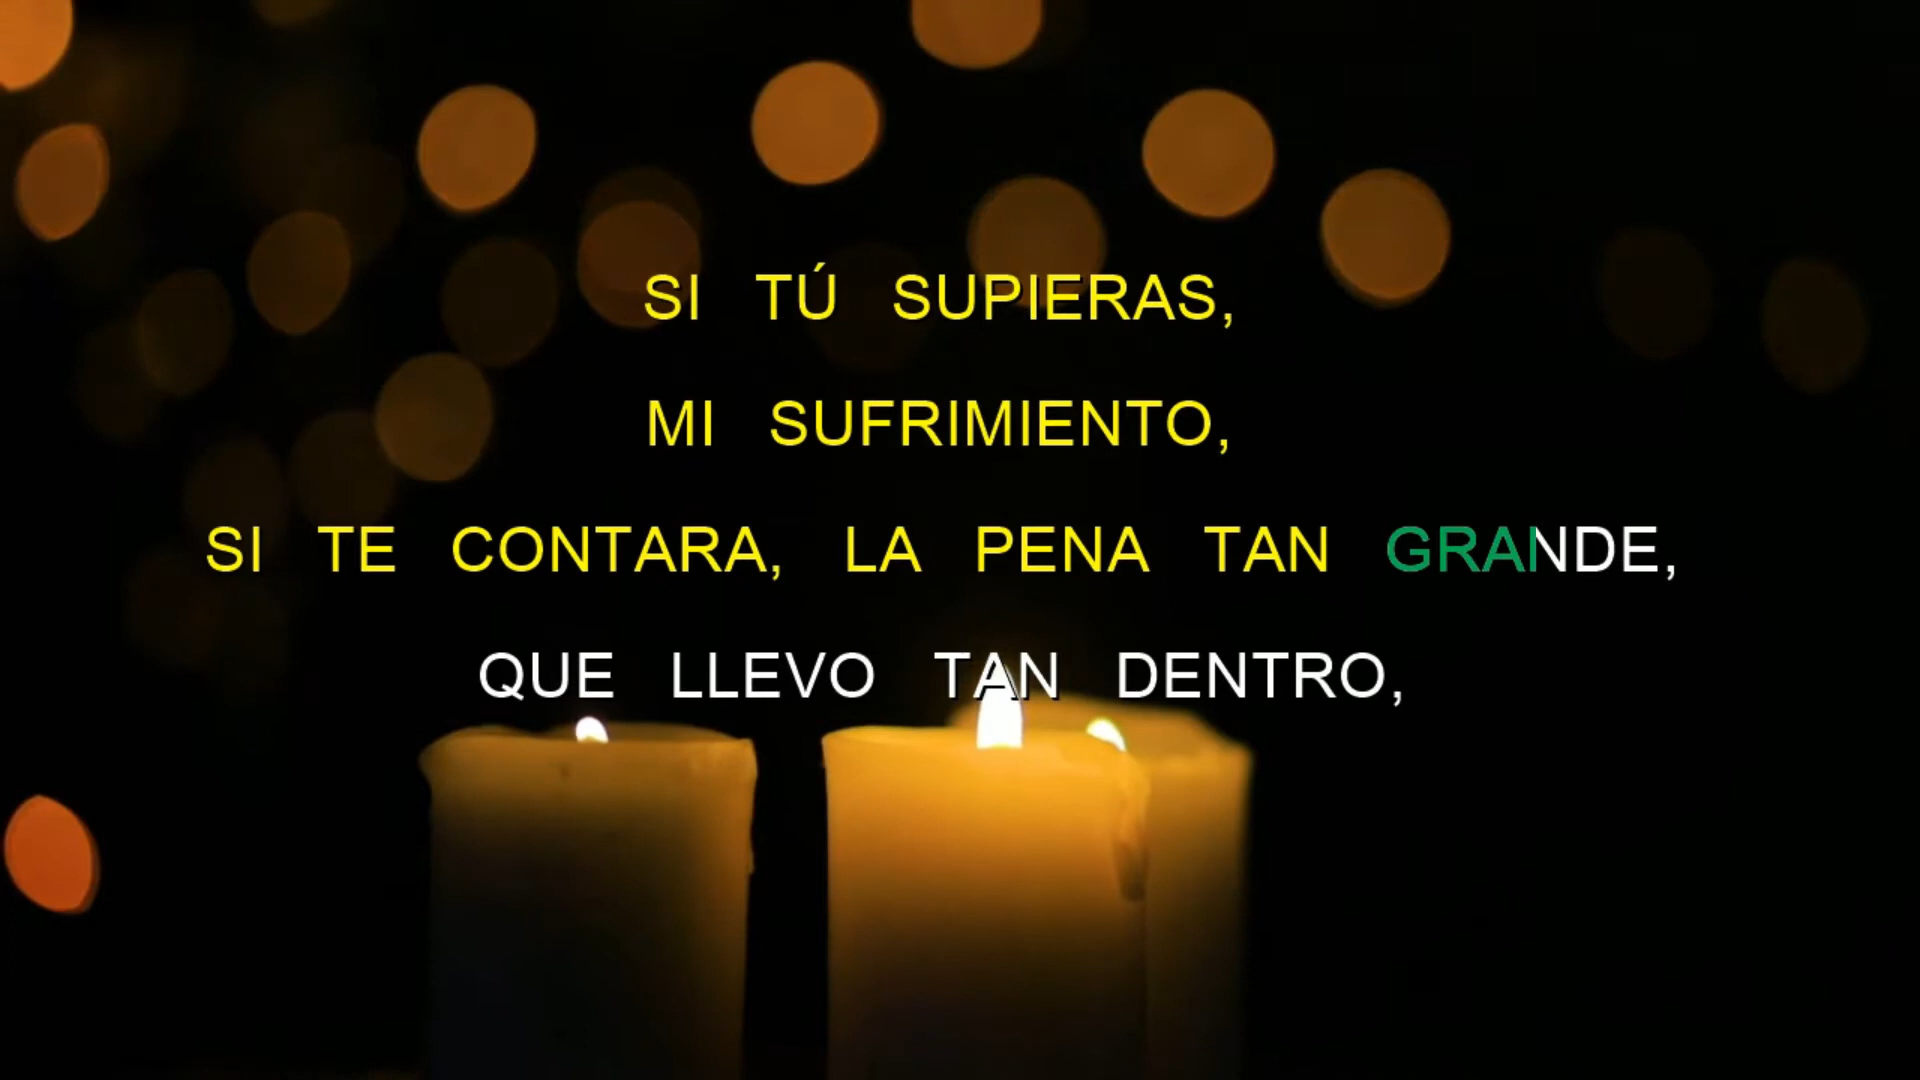 SI TÚ SUPIERAS,
MI SUFRIMIENTO,
SI TE CONTARA, LA PENA TAN GRANDE,
QUE LLEVO TAN DENTRO,